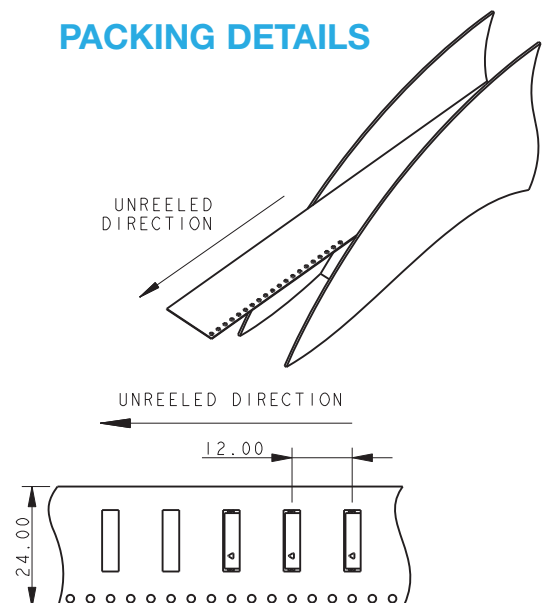 PACKING DETAILS
UNREELED
DIRECTION
UNREELED DIRECTION
12.00
24.00